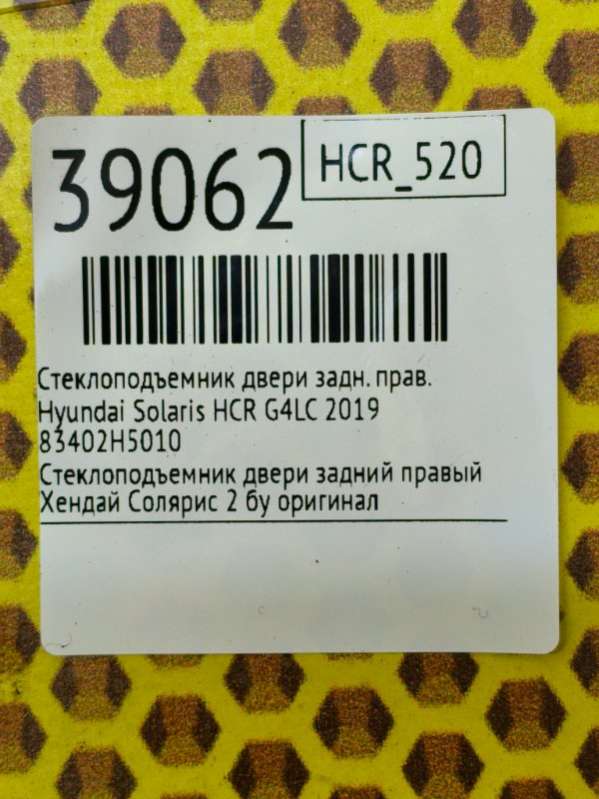 39062
HCR_520
Стеклоподъемник двери задн. прав.
Hyundai Solaris HCR G4LC 2019
83402H5010
Стеклоподъемник двери задний правый
Хендай Солярис 2 бу оригинал